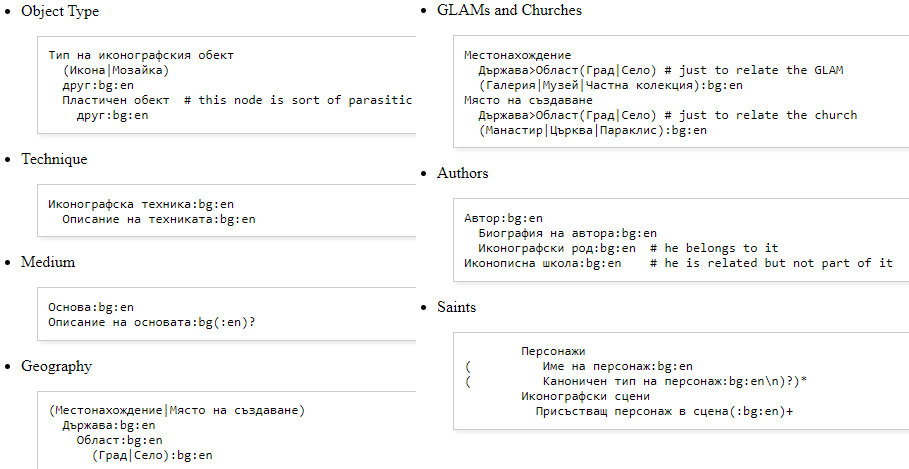 Object Type
Тип на иконографския обект
(Икона|Мозайка)
друг:bg:en
Пластичен обект  # this node is sort of parasitic
друг:bg:en
Technique
Иконографска техника:bg:en
Описание на техниката:bg:en
Medium
Основа:bg:en
Описание на основата:bg(:en)?
Geography
(Местонахождение|Място на създаване)
Държава:bg:en
Област:bg:en
(Град|Село):bg:en
GLAMs and Churches
Местонахождение
Държава>Област(Град|Село) # just to relate the GLAM
(Галерия|Музей|Частна колекция):bg:en
Място на създаване
Държава>Област(Град|Село) # just to relate the church
(Манастир|Църква|Параклис):bg:en
Authors
Автор:bg:en
Биография на автора:bg:en
Иконографски род:bg:en  # he belongs to it
Иконописна школа:bg:en    # he is related but not part of it
Saints
Персонажи
(          Име на персонаж:bg:en
(          Каноничен тип на персонаж:bg:en\n)?)*
Иконографски сцени
Присъстващ персонаж в сцена(:bg:en)+